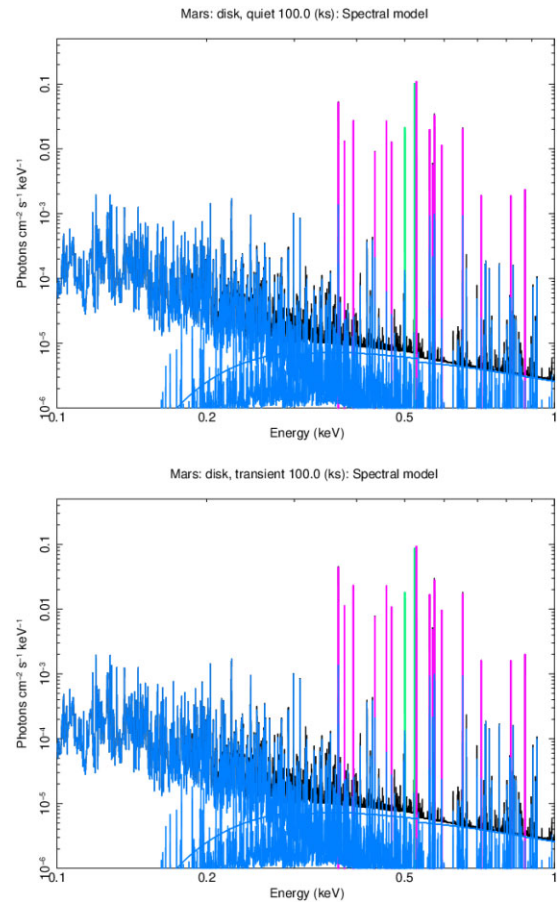 Mars: disk, quiet 100.0 (ks): Spectral model
Photons cm⁻² s⁻¹ keV⁻¹
0.1
0.01
10⁻³
10⁻⁴
10⁻⁵
10⁻⁶
0.1 0.2 0.5 1
Energy (keV)
Mars: disk, transient 100.0 (ks): Spectral model
Photons cm⁻² s⁻¹ keV⁻¹
0.1
0.01
10⁻³
10⁻⁴
10⁻⁵
10⁻⁶
0.1 0.2 0.5 1
Energy (keV)